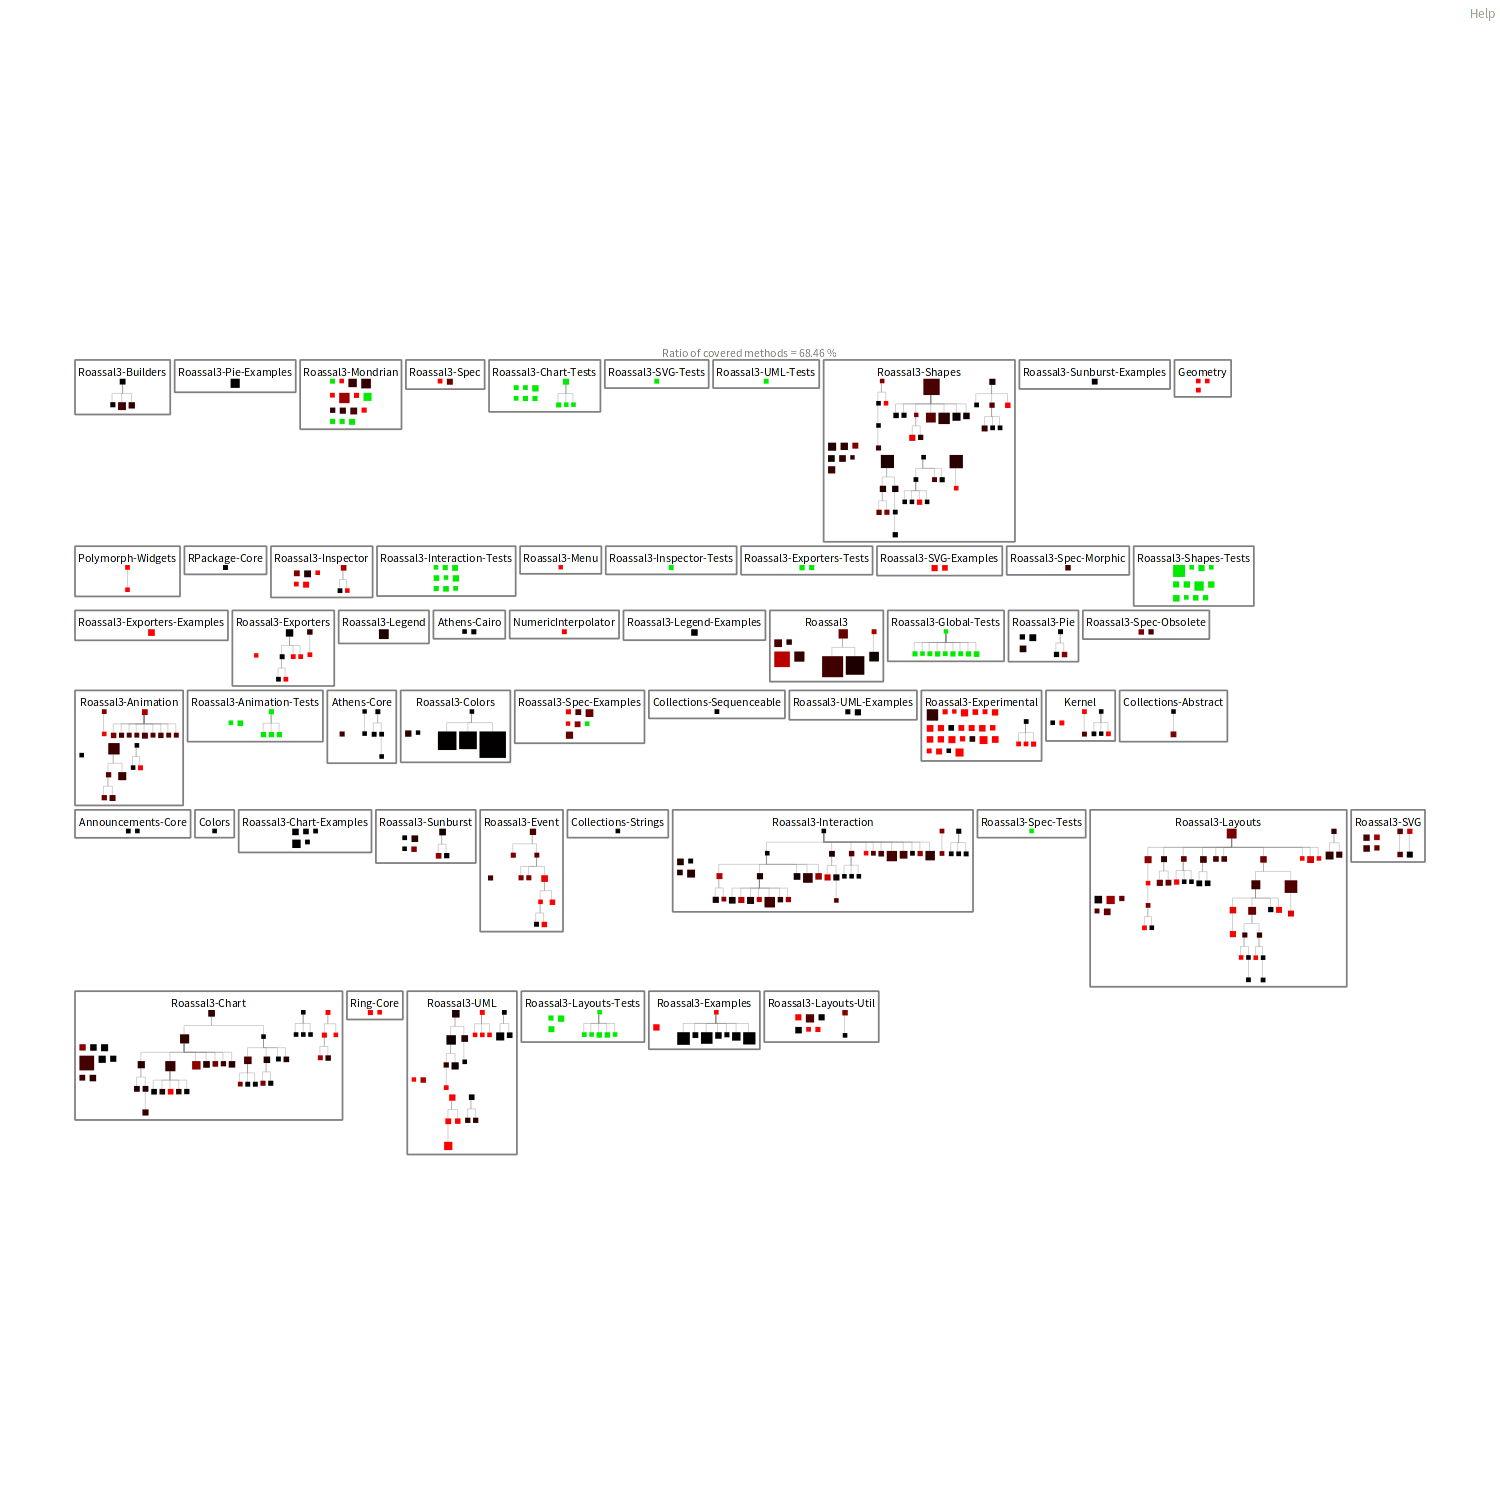 Help
Ratio of covered methods = 68.46 %
Roassal3-Builders
Roassal3-Pie-Examples
Roassal3-Mondrian
Roassal3-Spec
Roassal3-Chart-Tests
Roassal3-SVG-Tests
Roassal3-UML-Tests
Roassal3-Shapes
Roassal3-Sunburst-Examples
Geometry
Polymorph-Widgets
RPackage-Core
Roassal3-Inspector
Roassal3-Interaction-Tests
Roassal3-Menu
Roassal3-Inspector-Tests
Roassal3-Exporters-Tests
Roassal3-SVG-Examples
Roassal3-Spec-Morphic
Roassal3-Shapes-Tests
Roassal3-Exporters-Examples
Roassal3-Exporters
Roassal3-Legend
Athens-Cairo
NumericInterpolator
Roassal3-Legend-Examples
Roassal3
Roassal3-Global-Tests
Roassal3-Pie
Roassal3-Spec-Obsolete
Roassal3-Animation
Roassal3-Animation-Tests
Athens-Core
Roassal3-Colors
Roassal3-Spec-Examples
Collections-Sequenceable
Roassal3-UML-Examples
Roassal3-Experimental
Kernel
Collections-Abstract
Announcements-Core
Colors
Roassal3-Chart-Examples
Roassal3-Sunburst
Roassal3-Event
Collections-Strings
Roassal3-Interaction
Roassal3-Spec-Tests
Roassal3-Layouts
Roassal3-SVG
Roassal3-Chart
Ring-Core
Roassal3-UML
Roassal3-Layouts-Tests
Roassal3-Examples
Roassal3-Layouts-Util